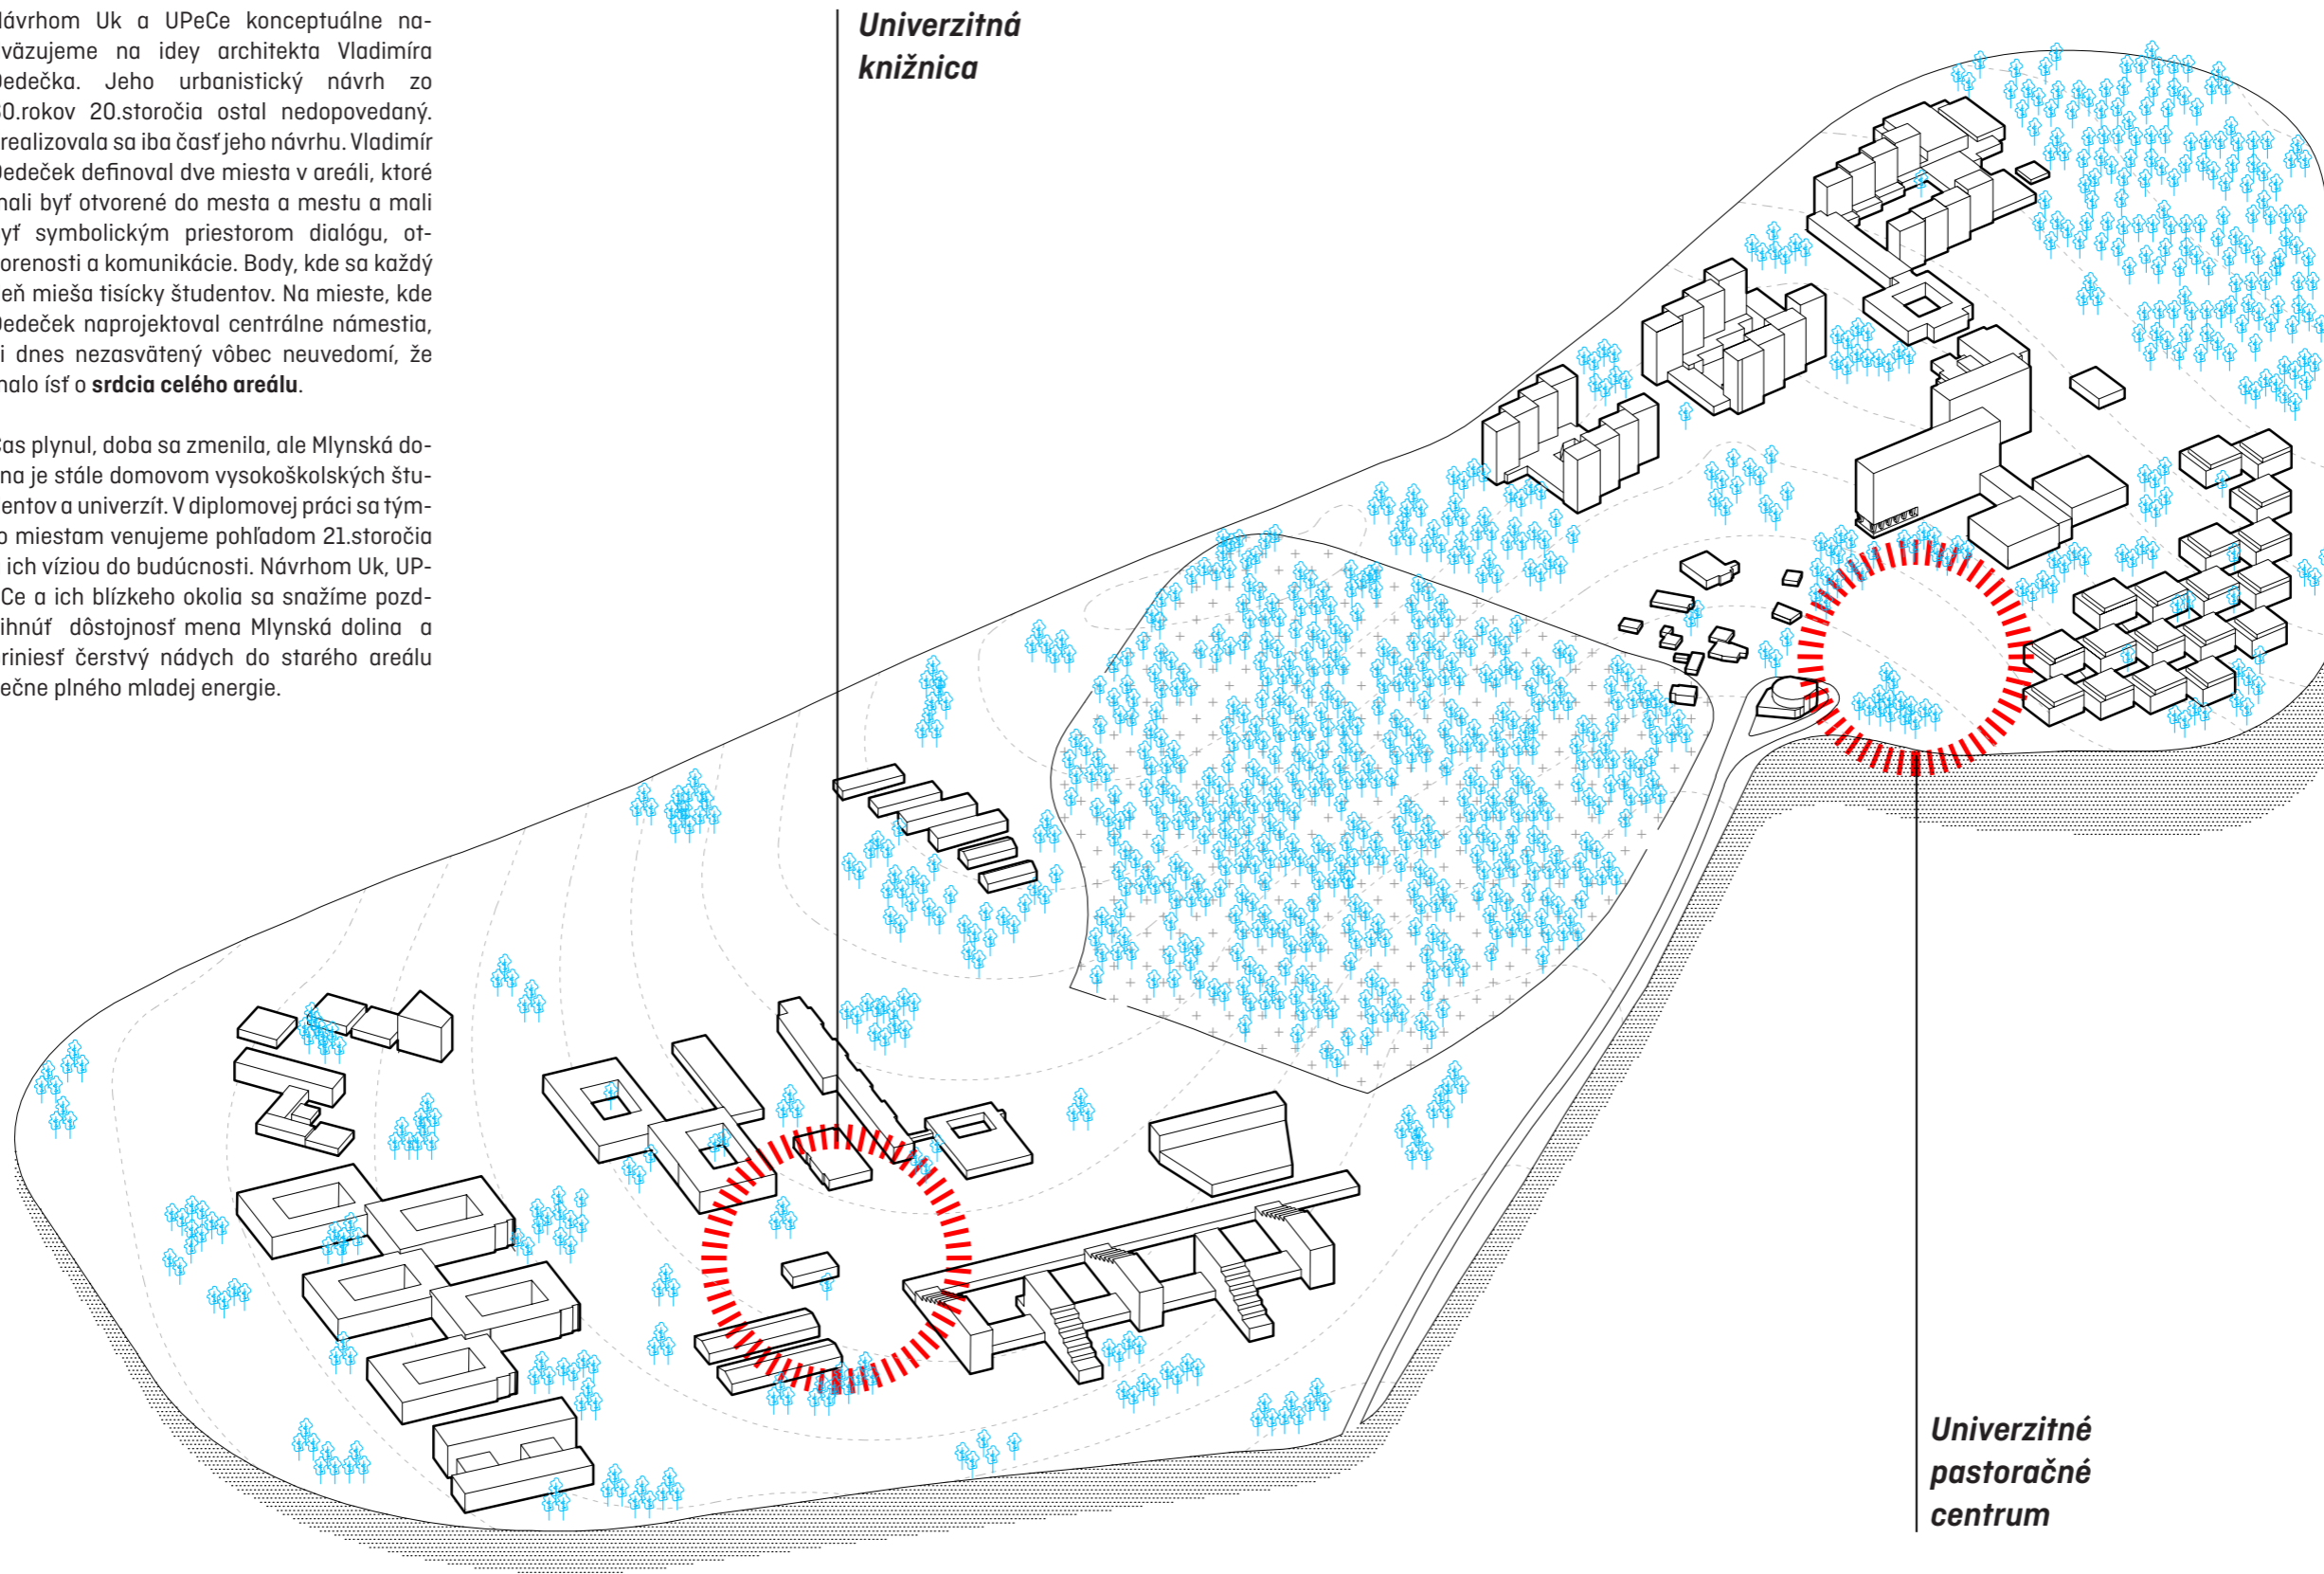 Návrhom Uk a UPeCe konceptuálne na-
väzujeme na idey architekta Vladimíra
Dedečka. Jeho urbanistický návrh zo
60.rokov 20.storočia ostal nedopovedaný.
realizovala sa iba časť jeho návrhu. Vladimír
Dedeček definoval dve miesta v areáli, ktoré
mali byť otvorené do mesta a mestu a mali
yť symbolickým priestorom dialógu, ot-
orenosti a komunikácie. Body, kde sa každý
eň mieša tisícky študentov. Na mieste, kde
Dedeček naprojektoval centrálne námestia,
i dnes nezasvätený vôbec neuvedomí, že
malo ísť o srdcia celého areálu.
Čas plynul, doba sa zmenila, ale Mlynská do-
na je stále domovom vysokoškolských štu-
entov a univerzít. V diplomovej práci sa tým-
o miestam venujeme pohľadom 21.storočia
ich víziou do budúcnosti. Návrhom Uk, UP-
Ce a ich blízkeho okolia sa snažíme pozd-
ihnúť dôstojnosť mena Mlynská dolina a
riniesť čerstvý nádych do starého areálu
ečne plného mladej energie.
Univerzitná
knižnica
Univerzitné
pastoračné
centrum